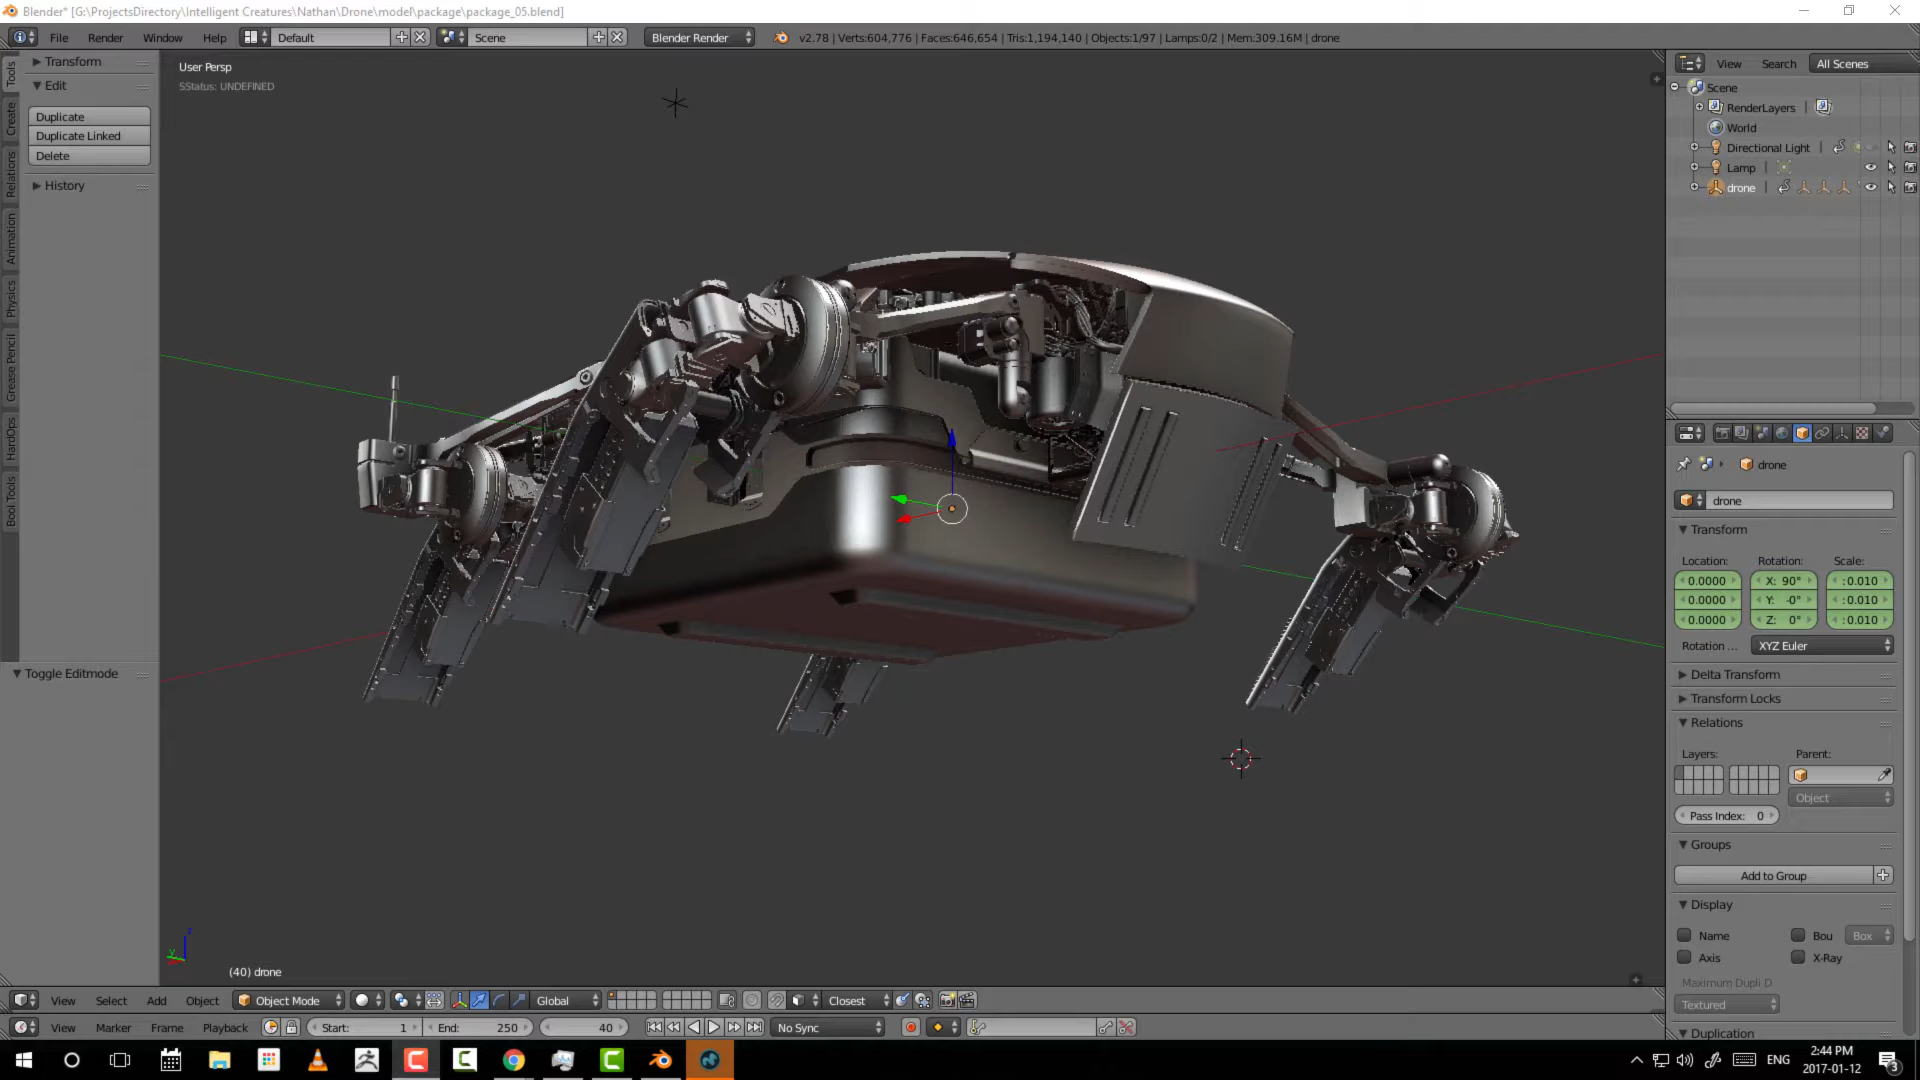 Blender* [G:\ProjectsDirectory\Intelligent Creatures\Nathan\Drone\model\package\package_05.blend]
File Render Window Help Default Scene Blender Render v2.78 | Verts:604,776 | Faces:646,654 | Tris:1,194,140 | Objects:1/97 | Lamps:0/2 | Mem:309.16M | drone
Tools
Create
Relations
Animation
Physics
Grease Pencil
HardOps
Bool Tools
Transform
Edit
Duplicate
Duplicate Linked
Delete
History
Toggle Editmode
User Persp
SStatus: UNDEFINED
(40) drone
View Search All Scenes
Scene
RenderLayers |
World
Directional Light |
Lamp |
drone |
drone
drone
Transform
Location: Rotation: Scale:
0.0000 X: 90° : 0.010
0.0000 Y: -0° : 0.010
0.0000 Z: 0° : 0.010
Rotation ... XYZ Euler
Delta Transform
Transform Locks
Relations
Layers: Parent:
Object
Pass Index: 0
Groups
Add to Group
Display
Name Bou Box
Axis X-Ray
Maximum Dupli D
Textured
Duplication
View Select Add Object Object Mode Global Closest
View Marker Frame Playback Start: 1 End: 250 40 No Sync
ENG 2:44 PM
2017-01-12
3